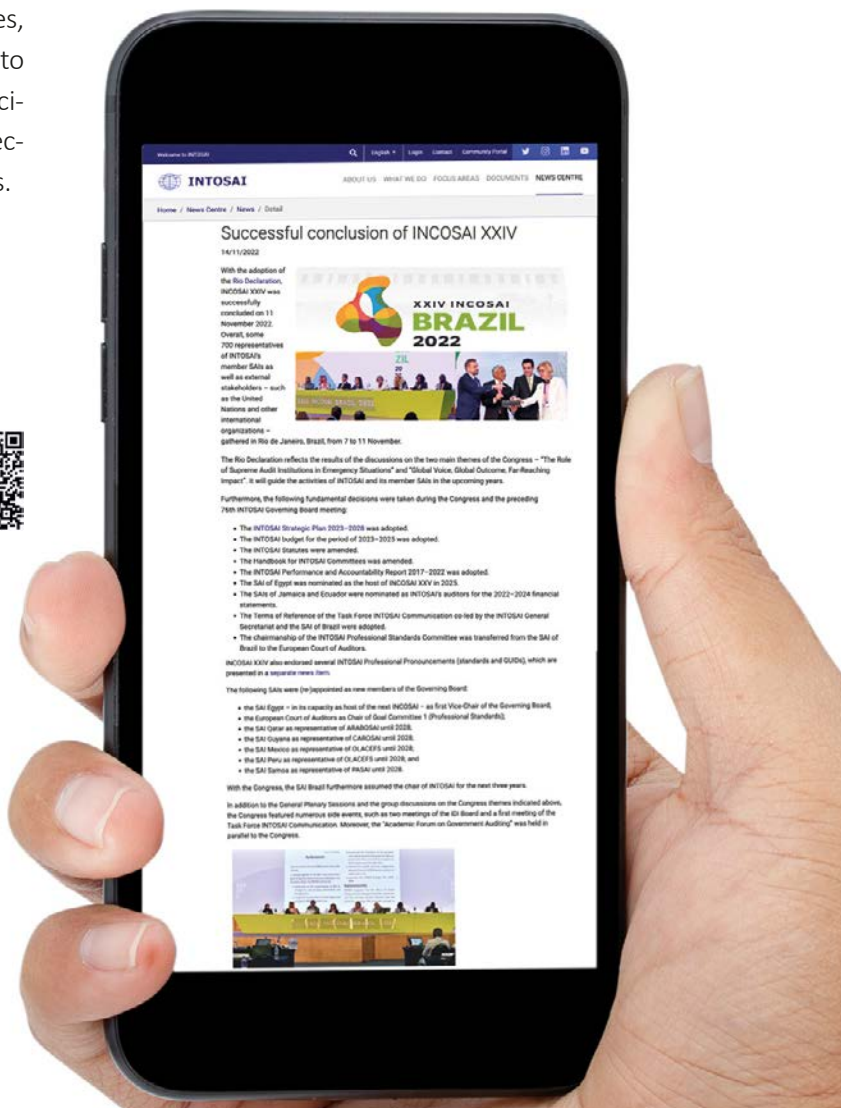 es,
to
ci-
ec-
s.
Welcome to INTOSAI
English
Login
Contact
Community Portal
INTOSAI
ABOUT US WHAT WE DO FOCUS AREAS DOCUMENTS NEWS CENTRE
Home / News Centre / News / Detail
Successful conclusion of INCOSAI XXIV
14/11/2022
With the adoption of
the Rio Declaration,
INCOSAI XXIV was
successfully
concluded on 11
November 2022.
Overall, some
700 representatives
of INTOSAI's
member SAIs as
well as external
stakeholders – such
as the United
Nations and other
international
organizations –
gathered in Rio de Janeiro, Brazil, from 7 to 11 November.
XXIV INCOSAI
BRAZIL
2022
The Rio Declaration reflects the results of the discussions on the two main themes of the Congress – "The Role
of Supreme Audit Institutions in Emergency Situations" and "Global Voice, Global Outcome, Far-Reaching
Impact". It will guide the activities of INTOSAI and its member SAIs in the upcoming years.
Furthermore, the following fundamental decisions were taken during the Congress and the preceding
76th INTOSAI Governing Board meeting:
• The INTOSAI Strategic Plan 2023–2028 was adopted.
• The INTOSAI budget for the period of 2023–2025 was adopted.
• The INTOSAI Statutes were amended.
• The Handbook for INTOSAI Committees was amended.
• The INTOSAI Performance and Accountability Report 2017–2022 was adopted.
• The SAI of Egypt was nominated as the host of INCOSAI XXV in 2025.
• The SAIs of Jamaica and Ecuador were nominated as INTOSAI's auditors for the 2022–2024 financial
statements.
• The Terms of Reference of the Task Force INTOSAI Communication co-led by the INTOSAI General
Secretariat and the SAI of Brazil were adopted.
• The chairmanship of the INTOSAI Professional Standards Committee was transferred from the SAI of
Brazil to the European Court of Auditors.
INCOSAI XXIV also endorsed several INTOSAI Professional Pronouncements (standards and GUIDs), which are
presented in a separate news item.
The following SAIs were (re)appointed as new members of the Governing Board:
• the SAI Egypt – in its capacity as host of the next INCOSAI – as first Vice-Chair of the Governing Board;
• the European Court of Auditors as Chair of Goal Committee 1 (Professional Standards);
• the SAI Qatar as representative of ARABOSAI until 2028;
• the SAI Guyana as representative of CAROSAI until 2028;
• the SAI Mexico as representative of OLACEFS until 2028;
• the SAI Peru as representative of OLACEFS until 2028; and
• the SAI Samoa as representative of PASAI until 2028.
With the Congress, the SAI Brazil furthermore assumed the chair of INTOSAI for the next three years.
In addition to the General Plenary Sessions and the group discussions on the Congress themes indicated above,
the Congress featured numerous side events, such as two meetings of the IDI Board and a first meeting of the
Task Force INTOSAI Communication. Moreover, the "Academic Forum on Government Auditing" was held in
parallel to the Congress.